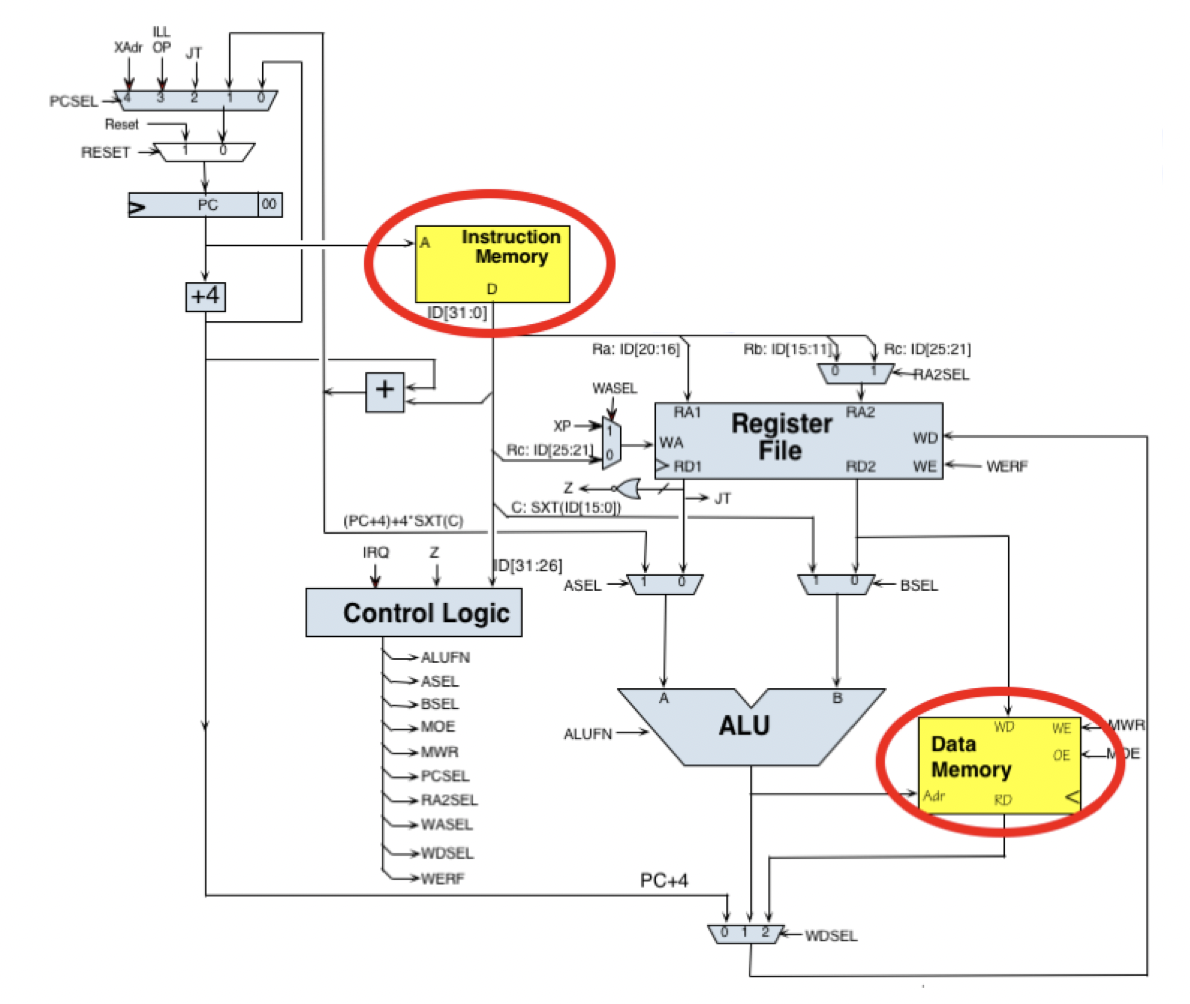 ILL
XAdr OP JT
PCSEL 4 3 2 1 0
Reset
RESET 1 0
PC 00
+4
A Instruction
Memory
D
ID[31:0]
Ra: ID[20:16] Rb: ID[15:11] Rc: ID[25:21]
0 1 RA2SEL
+
WASEL
XP 1
Rc: ID[25:21] 0
RA1 RA2
Register
File
WA WD
RD1 RD2 WE WERF
Z JT
C: SXT(ID[15:0])
(PC+4)+4*SXT(C)
IRQ Z ID[31:26]
ASEL 1 0 1 0 BSEL
Control Logic
ALUFN
ASEL
BSEL
MOE
MWR
PCSEL
RA2SEL
WASEL
WDSEL
WERF
A B
ALU
ALUFN
WD WE MWR
Data
Memory
OE MOE
Adr RD
PC+4
0 1 2 WDSEL